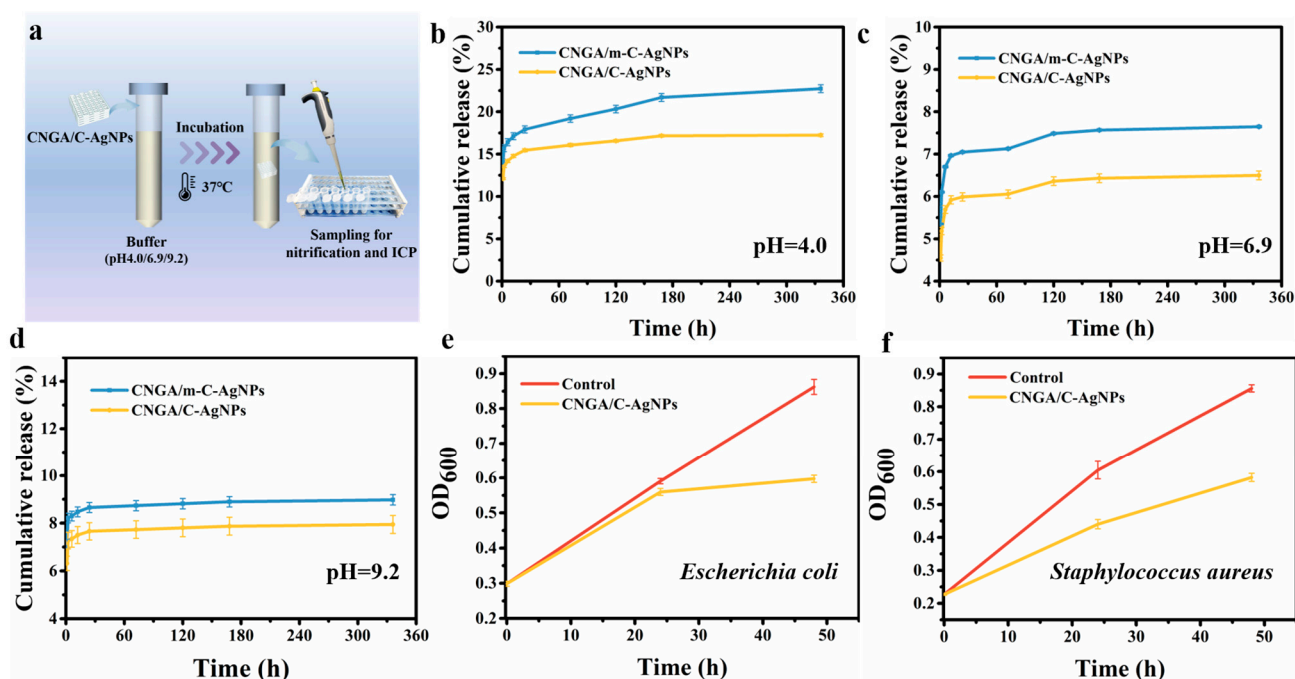 a
CNGA/C-AgNPs
Incubation
37℃
Buffer
(pH4.0/6.9/9.2)
Sampling for
nitrification and ICP
b
Cumulative release (%)
30
25
20
15
10
5
0
CNGA/m-C-AgNPs
CNGA/C-AgNPs
pH=4.0
0 60 120 180 240 300 360
Time (h)
c
Cumulative release (%)
10
9
8
7
6
5
4
CNGA/m-C-AgNPs
CNGA/C-AgNPs
pH=6.9
0 60 120 180 240 300 360
Time (h)
d
Cumulative release (%)
14
12
10
8
6
4
CNGA/m-C-AgNPs
CNGA/C-AgNPs
pH=9.2
0 60 120 180 240 300 360
Time (h)
e
OD600
0.9
0.8
0.7
0.6
0.5
0.4
0.3
0.2
Control
CNGA/C-AgNPs
Escherichia coli
0 10 20 30 40 50
Time (h)
f
OD600
0.9
0.8
0.7
0.6
0.5
0.4
0.3
0.2
Control
CNGA/C-AgNPs
Staphylococcus aureus
0 10 20 30 40 50
Time (h)